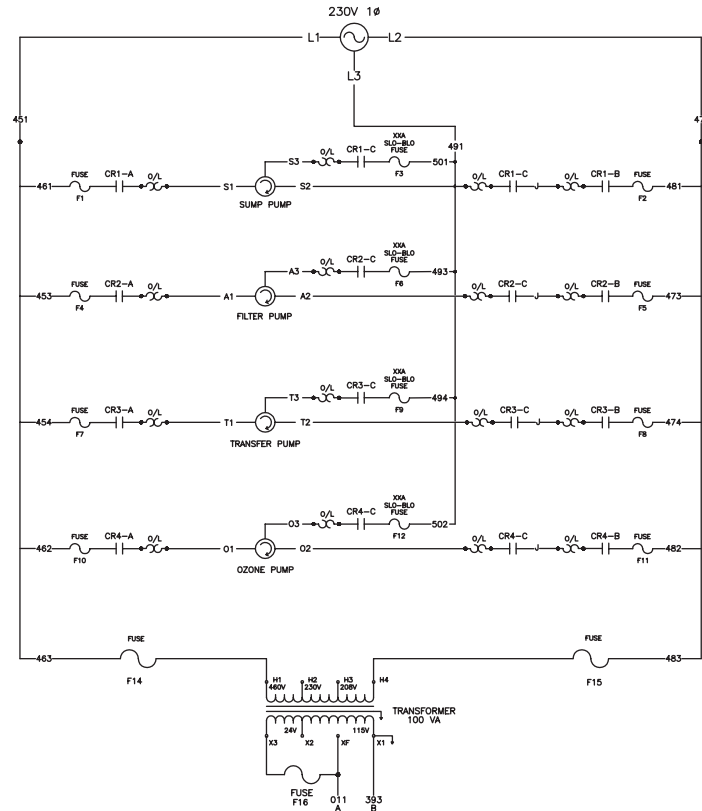 230V 1Ø
L1 L2
L3
451
491
XXA
SLO-BLO
FUSE
S3 O/L CR1-C F3 501
461 FUSE F1 CR1-A O/L S1 S2 O/L CR1-C J O/L CR1-B FUSE F2 481
SUMP PUMP
XXA
SLO-BLO
FUSE
A3 O/L CR2-C F6 493
453 FUSE F4 CR2-A O/L A1 A2 O/L CR2-C J O/L CR2-B FUSE F5 473
FILTER PUMP
XXA
SLO-BLO
FUSE
T3 O/L CR3-C F9 494
454 FUSE F7 CR3-A O/L T1 T2 O/L CR3-C J O/L CR3-B FUSE F8 474
TRANSFER PUMP
XXA
SLO-BLO
FUSE
O3 O/L CR4-C F12 502
462 FUSE F10 CR4-A O/L O1 O2 O/L CR4-C J O/L CR4-B FUSE F11 482
OZONE PUMP
FUSE FUSE
463 483
F14 F15
H1 H2 H3 H4
460V 230V 208V
TRANSFORMER
100 VA
24V 115V
X3 X2 XF X1
FUSE
F16
011 393
A B